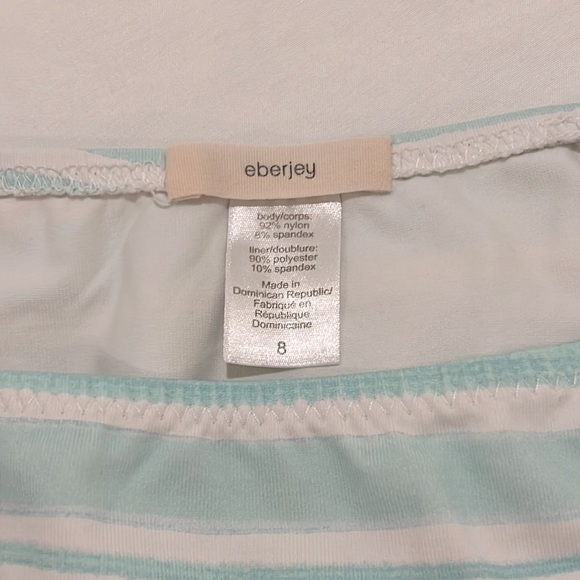 eberjey
body/corps:
92% nylon
8% spandex
liner/doublure:
90% polyester
10% spandex
Made in
Dominican Republic/
Fabriqué en
République
Dominicaine
8